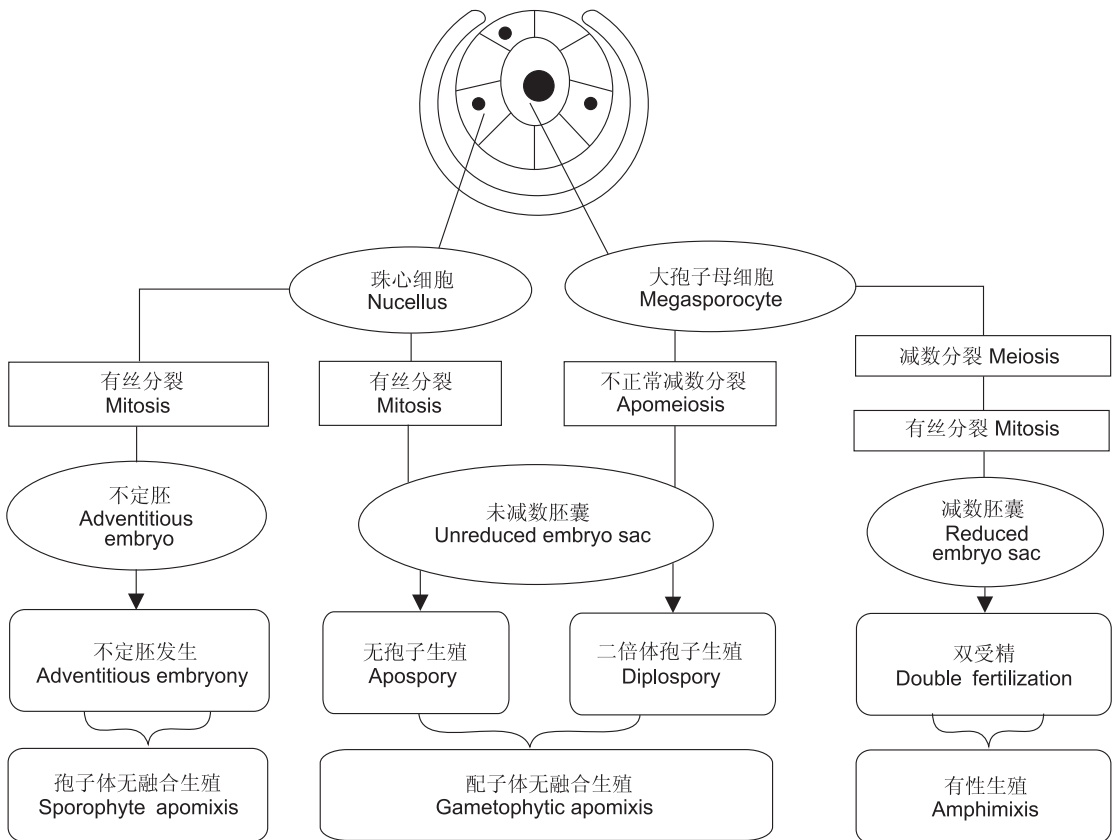 珠心细胞
Nucellus
大孢子母细胞
Megasporocyte
有丝分裂
Mitosis
有丝分裂
Mitosis
不正常减数分裂
Apomeiosis
减数分裂 Meiosis
有丝分裂 Mitosis
不定胚
Adventitious
embryo
未减数胚囊
Unreduced embryo sac
减数胚囊
Reduced
embryo sac
不定胚发生
Adventitious embryony
无孢子生殖
Apospory
二倍体孢子生殖
Diplospory
双受精
Double fertilization
孢子体无融合生殖
Sporophyte apomixis
配子体无融合生殖
Gametophytic apomixis
有性生殖
Amphimixis